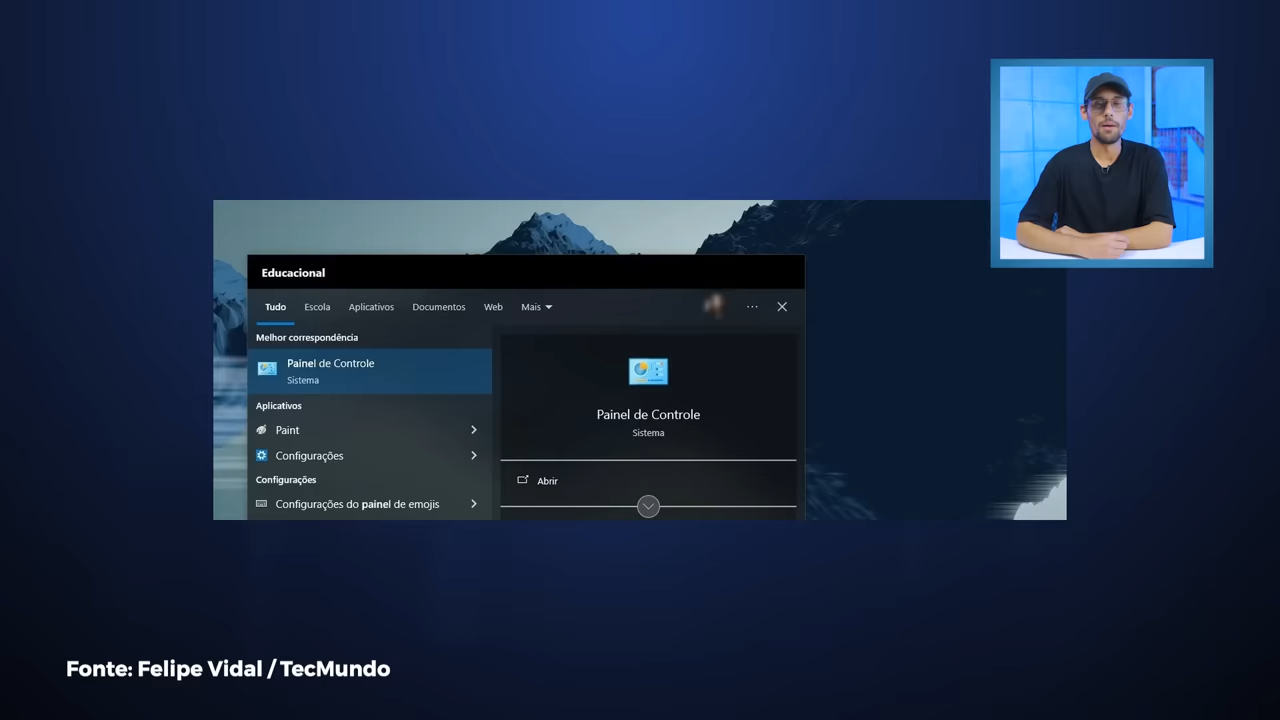 Educacional
Tudo Escola Aplicativos Documentos Web Mais
Melhor correspondência
Painel de Controle
Sistema
Aplicativos
Paint
Configurações
Configurações
Configurações do painel de emojis
Painel de Controle
Sistema
Abrir
Fonte: Felipe Vidal / TecMundo